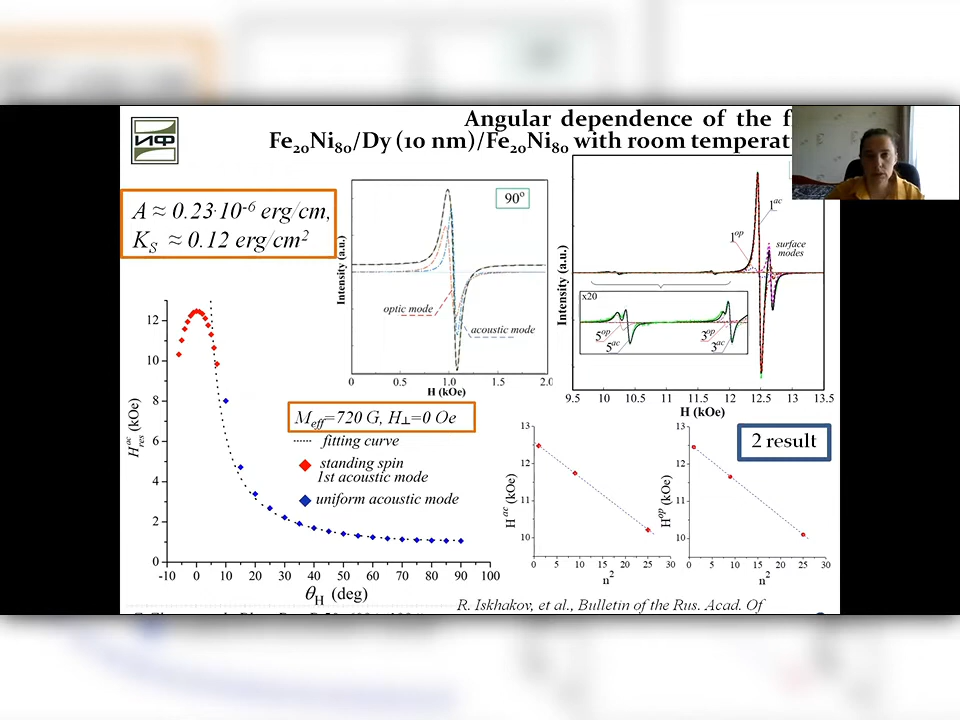 Angular dependence of the
Fe₂₀Ni₈₀/Dy (10 nm)/Fe₂₀Ni₈₀ with room
ИФ
A ≈ 0.23·10⁻⁶ erg/cm,
K_S ≈ 0.12 erg/cm²
90°
optic mode
acoustic mode
Intensity (a.u.)
0 0.5 1.0 1.5 2.0
H (kOe)
1ᵃᶜ
1ᵒᵖ
surface
modes
x20
5ᵒᵖ
5ᵃᶜ
3ᵒᵖ
3ᵃᶜ
Intensity (a.u.)
9.5 10 10.5 11 11.5 12 12.5 13 13.5
H (kOe)
12
10
8
6
4
2
0
H_res^ac (kOe)
-10 0 10 20 30 40 50 60 70 80 90 100
θ_H (deg)
M_eff=720 G, H⊥=0 Oe
fitting curve
standing spin
1st acoustic mode
uniform acoustic mode
13
12
11
10
H^ac (kOe)
0 5 10 15 20 25 30
n²
13
12
11
10
H^op (kOe)
0 5 10 15 20 25 30
n²
2 result
R. Iskhakov, et al., Bulletin of the Rus. Acad. Of